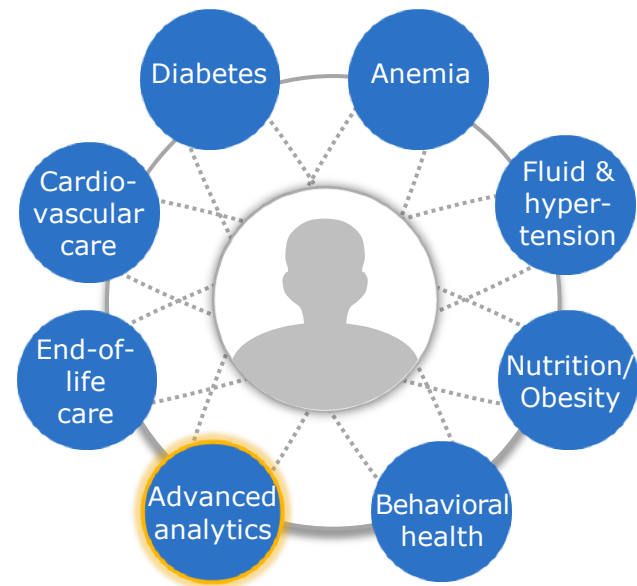 Diabetes
Anemia
Cardio-
vascular
care
Fluid &
hyper-
tension
End-of-
life
care
Nutrition/
Obesity
Advanced
analytics
Behavioral
health